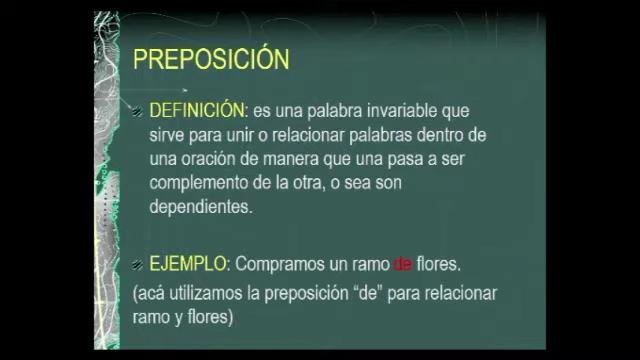 PREPOSICIÓN
DEFINICIÓN: es una palabra invariable que
sirve para unir o relacionar palabras dentro de
una oración de manera que una pasa a ser
complemento de la otra, o sea son
dependientes.
EJEMPLO: Compramos un ramo de flores.
(acá utilizamos la preposición “de” para relacionar
ramo y flores)